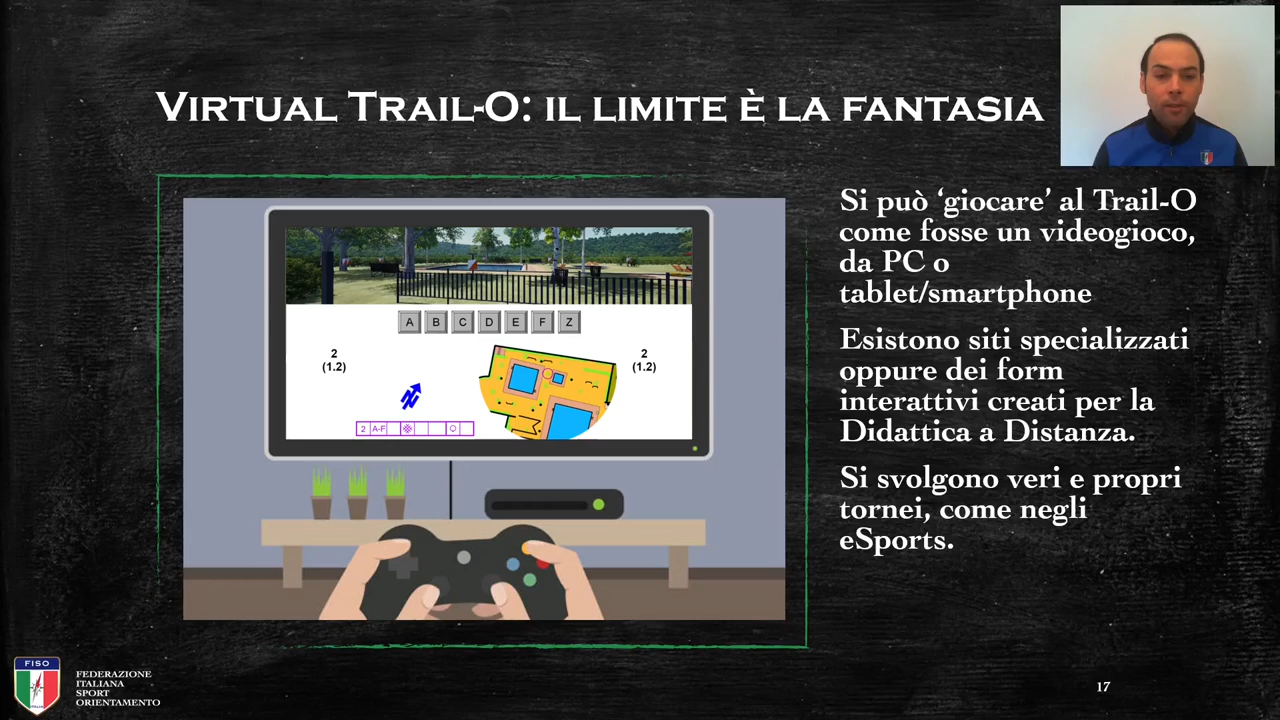 VIRTUAL TRAIL-O: IL LIMITE È LA FANTASIA
Si può ‘giocare’ al Trail-O
come fosse un videogioco,
da PC o
tablet/smartphone
Esistono siti specializzati
oppure dei form
interattivi creati per la
Didattica a Distanza.
Si svolgono veri e propri
tornei, come negli
eSports.
A B C D E F Z
2
(1.2)
2
(1.2)
N
2 A-F
FISO
ITALIA
FEDERAZIONE
ITALIANA
SPORT
ORIENTAMENTO
17